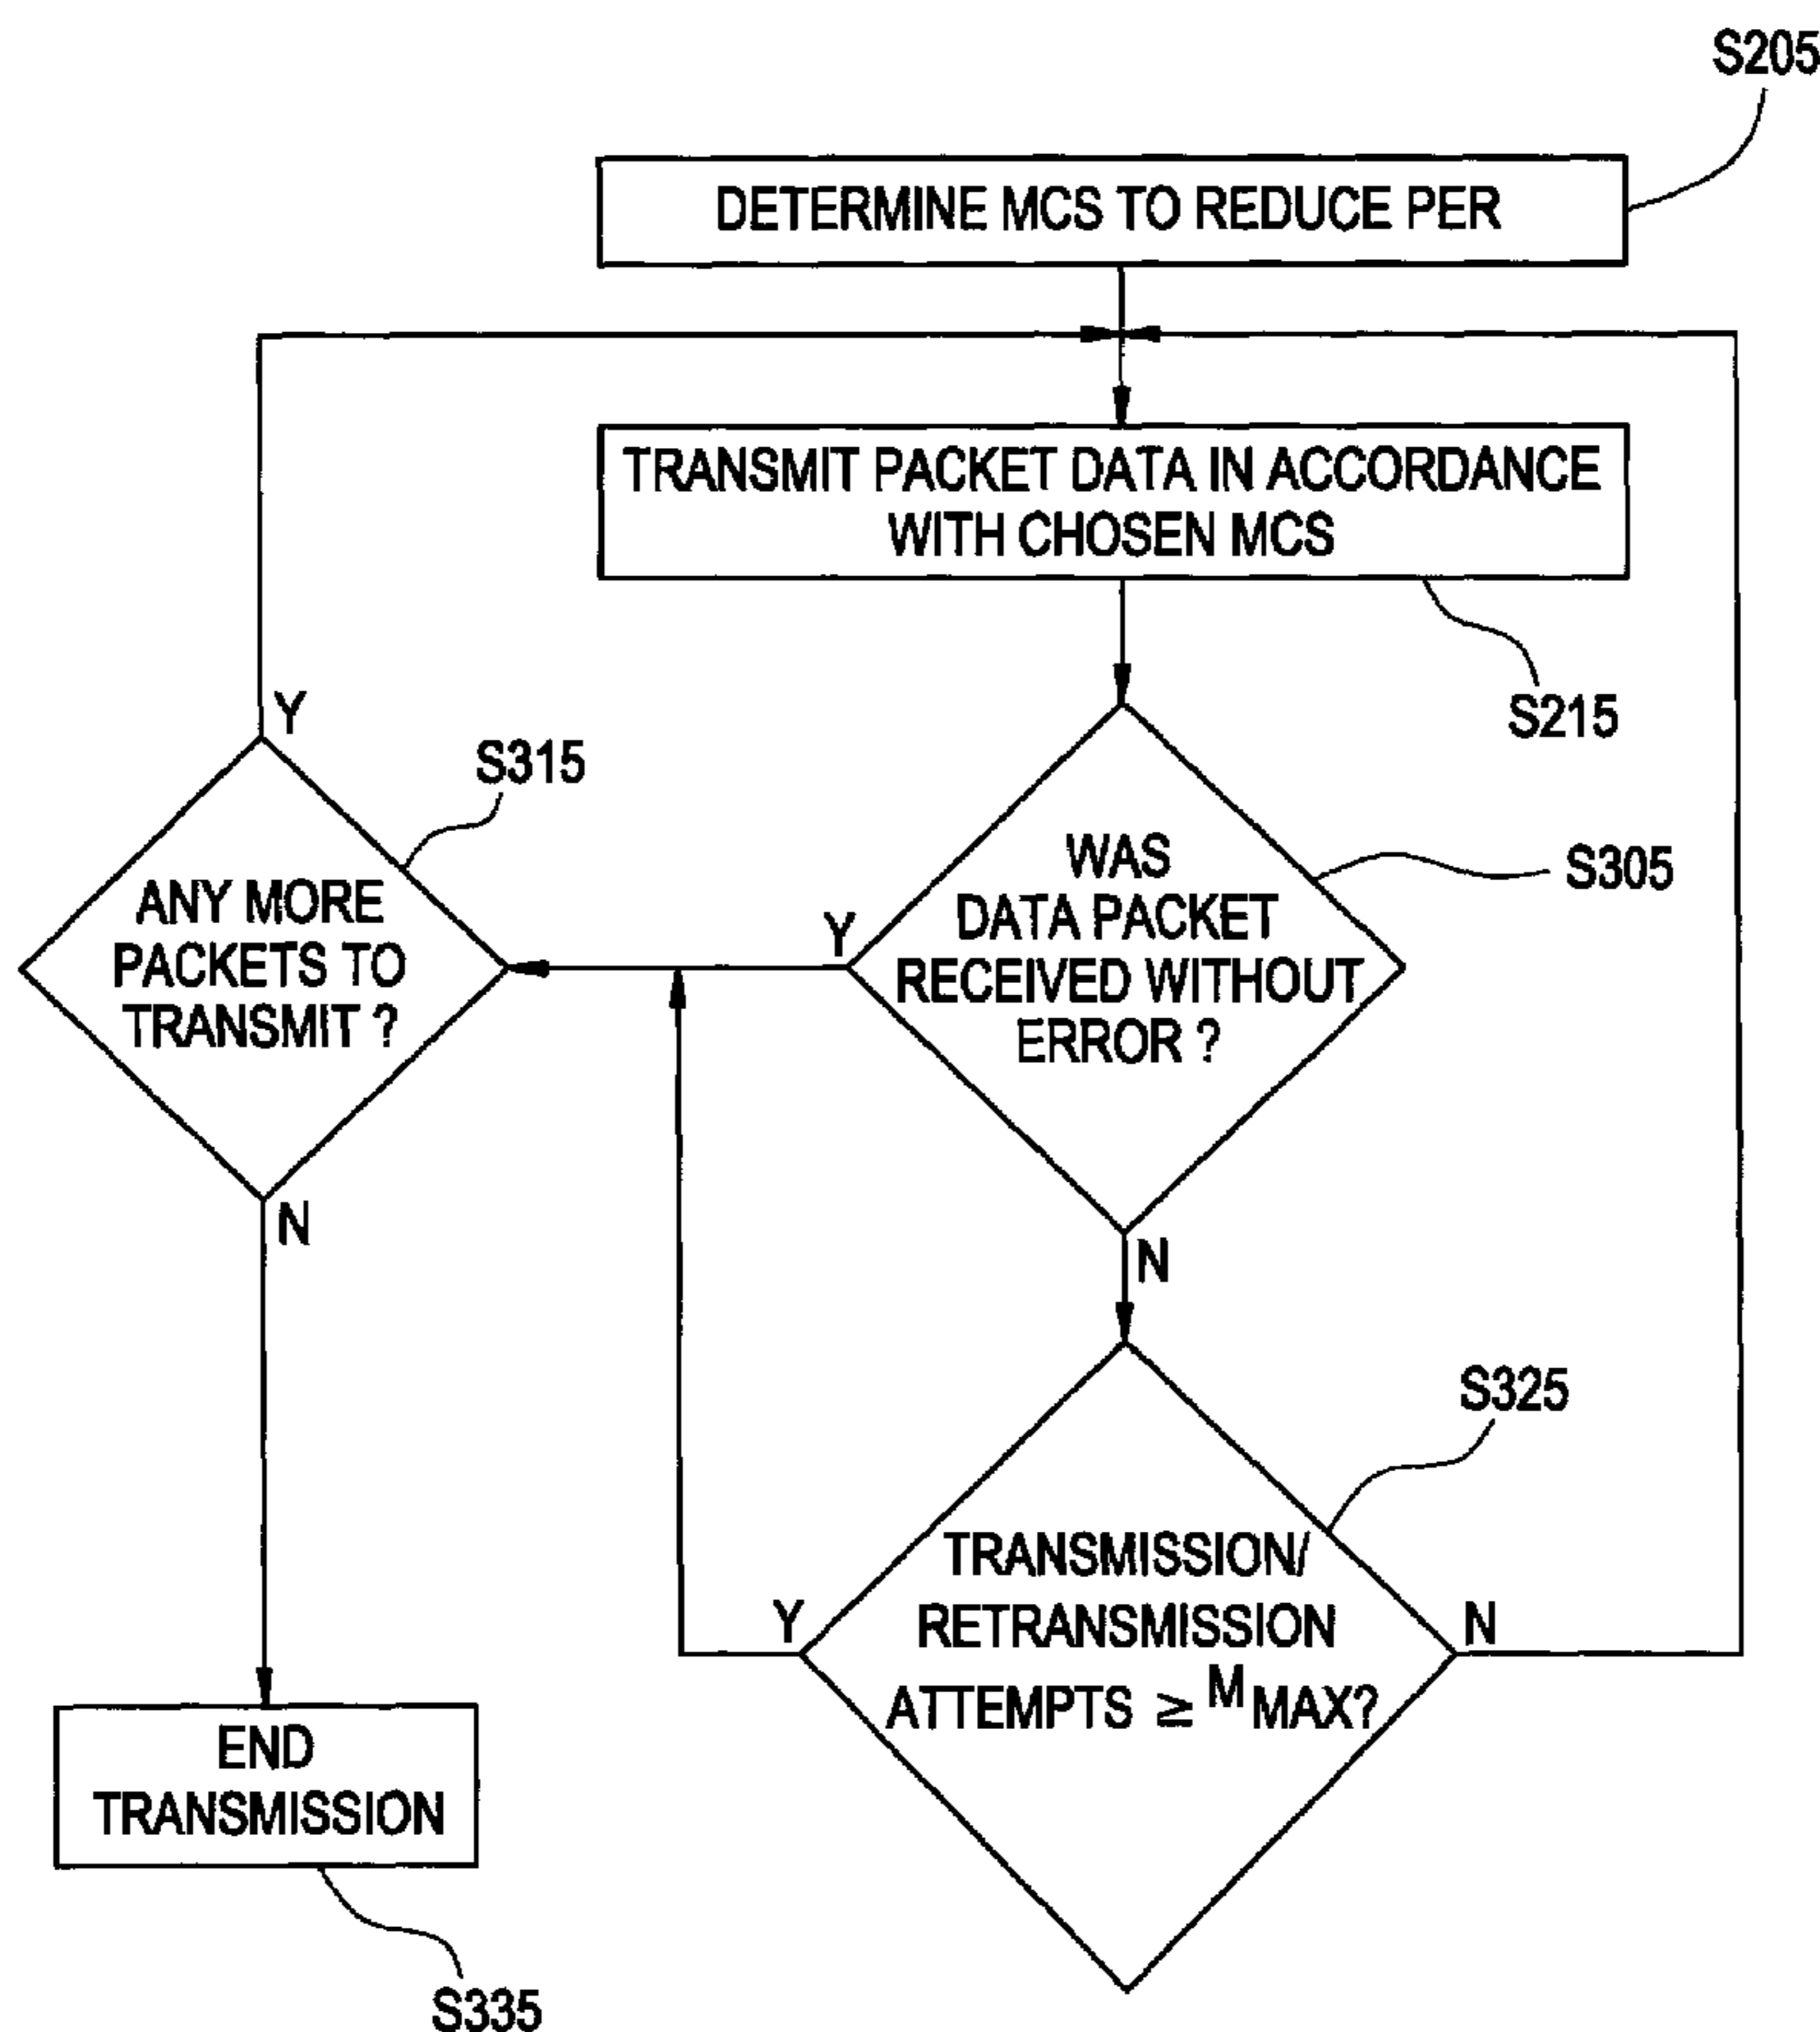 S205
DETERMINE MCS TO REDUCE PER
TRANSMIT PACKET DATA IN ACCORDANCE
WITH CHOSEN MCS
S215
Y
S315
ANY MORE
PACKETS TO
TRANSMIT ?
N
Y
WAS
DATA PACKET
RECEIVED WITHOUT
ERROR ?
S305
N
S325
TRANSMISSION/
RETRANSMISSION
ATTEMPTS ≥ M MAX?
Y
N
END
TRANSMISSION
S335